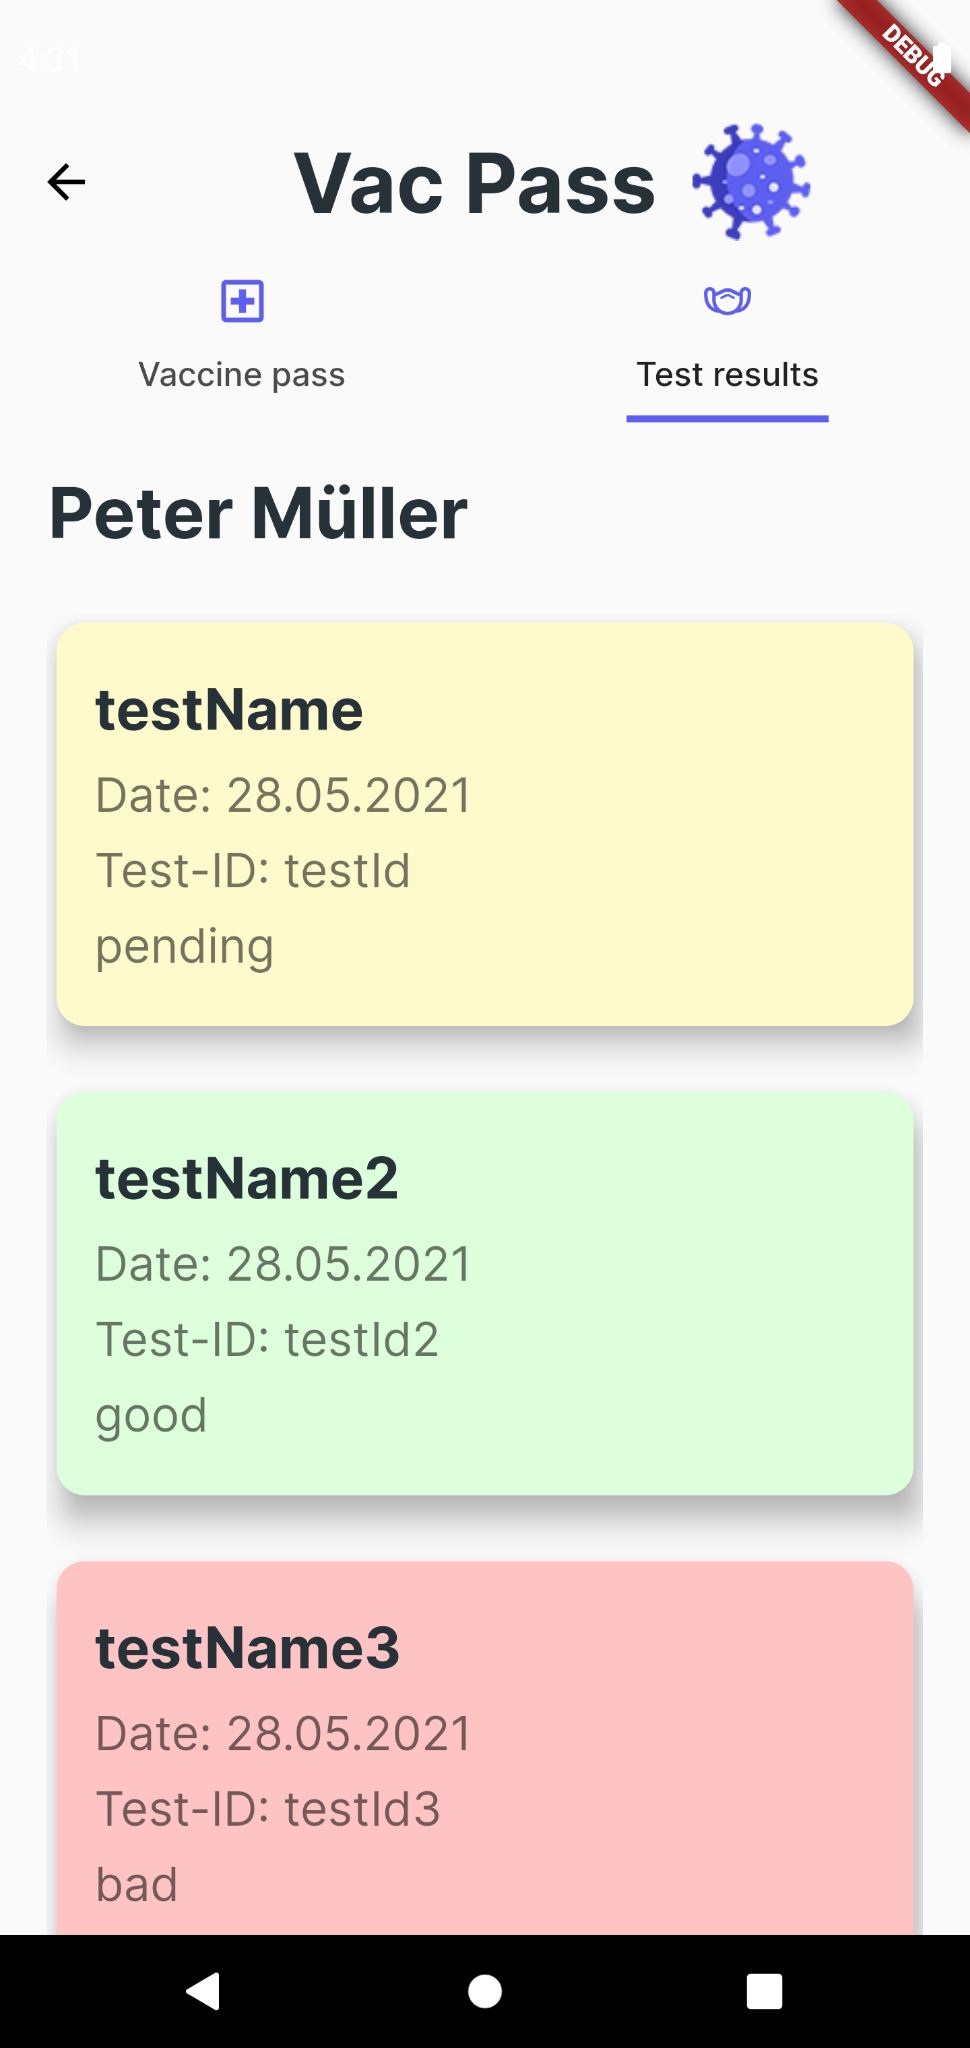 4:31
DEBUG
Vac Pass
Vaccine pass
Test results
Peter Müller
testName
Date: 28.05.2021
Test-ID: testId
pending
testName2
Date: 28.05.2021
Test-ID: testId2
good
testName3
Date: 28.05.2021
Test-ID: testId3
bad